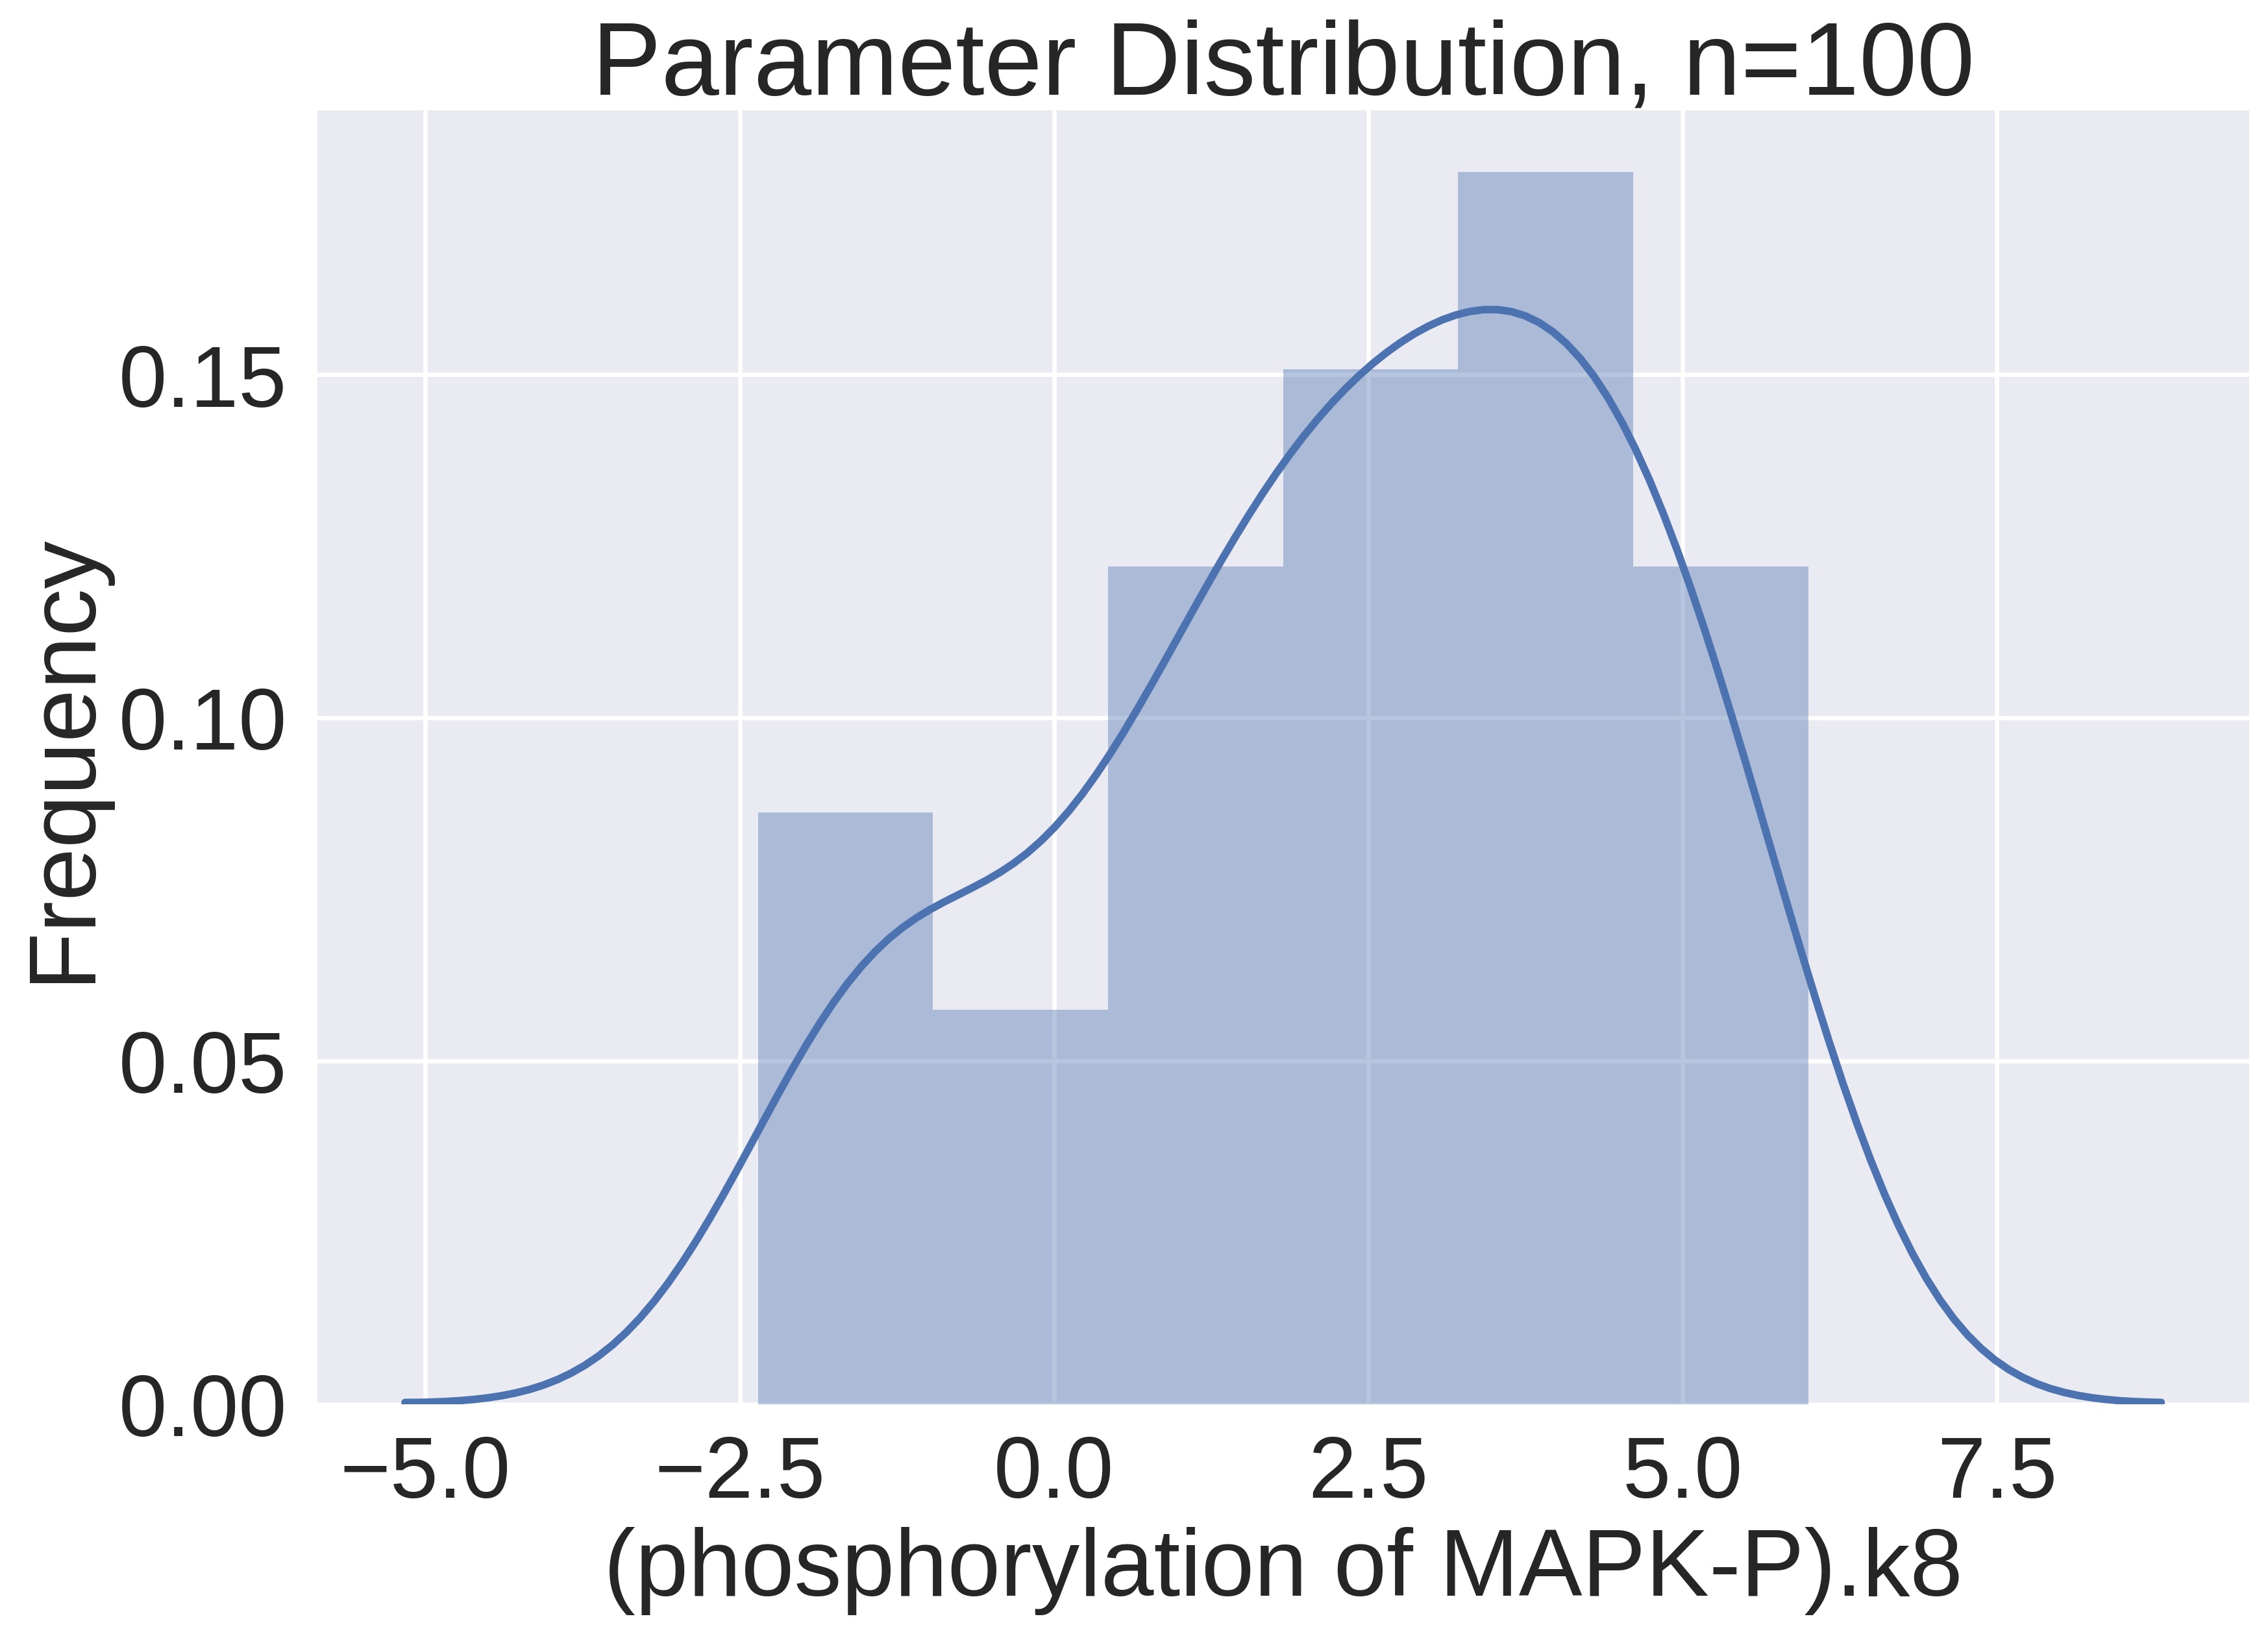 Parameter Distribution, n=100
Frequency
0.15
0.10
0.05
0.00
−5.0 −2.5 0.0 2.5 5.0 7.5
(phosphorylation of MAPK-P).k8